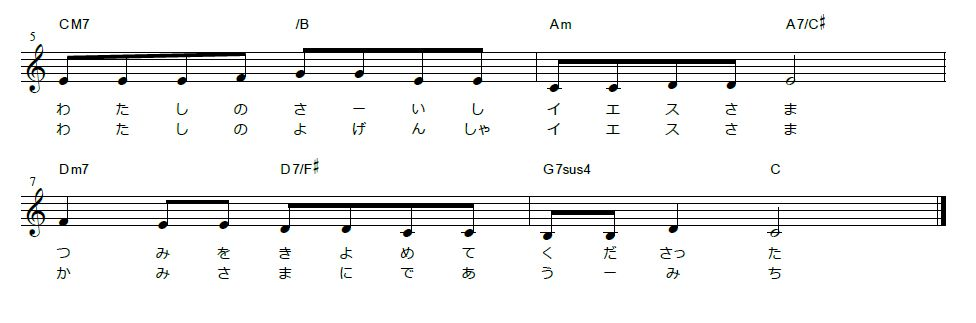 CM7 /B Am A7/C♯
5
わ た し の さ ー い し イ エ ス さ ま
わ た し の よ げ ん しゃ イ エ ス さ ま
Dm7 D7/F♯ G7sus4 C
7
つ み を き よ め て く だ さっ た
か み さ ま に で あ う ー み ち